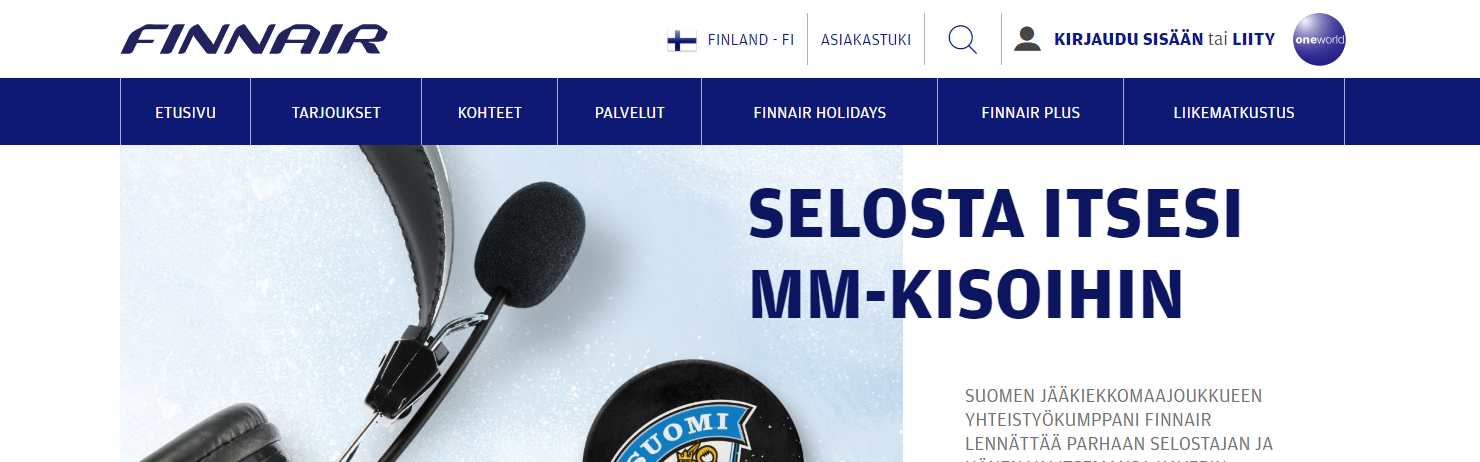 FINNAIR
FINLAND - FI
ASIAKASTUKI
KIRJAUDU SISÄÄN tai LIITY
oneworld
ETUSIVU
TARJOUKSET
KOHTEET
PALVELUT
FINNAIR HOLIDAYS
FINNAIR PLUS
LIIKEMATKUSTUS
SELOSTA ITSESI
MM-KISOIHIN
SUOMEN JÄÄKIEKKOMAAJOUKKUEEN
YHTEISTYÖKUMPPANI FINNAIR
LENNÄTTÄÄ PARHAAN SELOSTAJAN JA
SUOMI